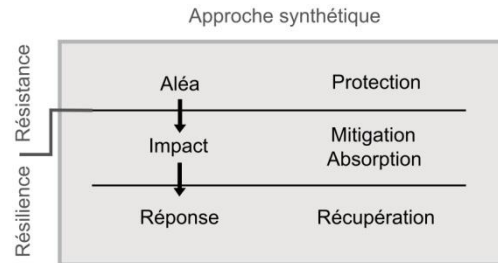 Approche synthétique
Résistance
Résilience
Aléa
Protection
Impact
Mitigation
Absorption
Réponse
Récupération